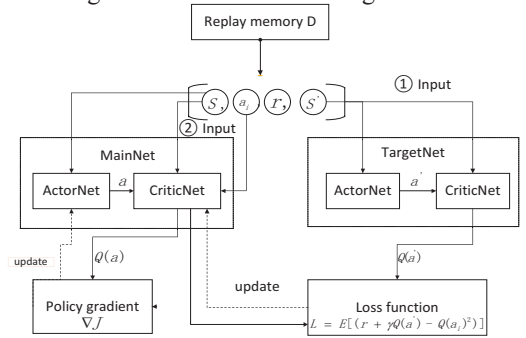 Replay memory D
① Input
S, a_i r, s'
② Input
MainNet
TargetNet
ActorNet
a
CriticNet
ActorNet
a'
CriticNet
update
Q(a)
update
Q(a')
Policy gradient
∇J
Loss function
L = E[(r + γQ(a') - Q(a_i)^2)]